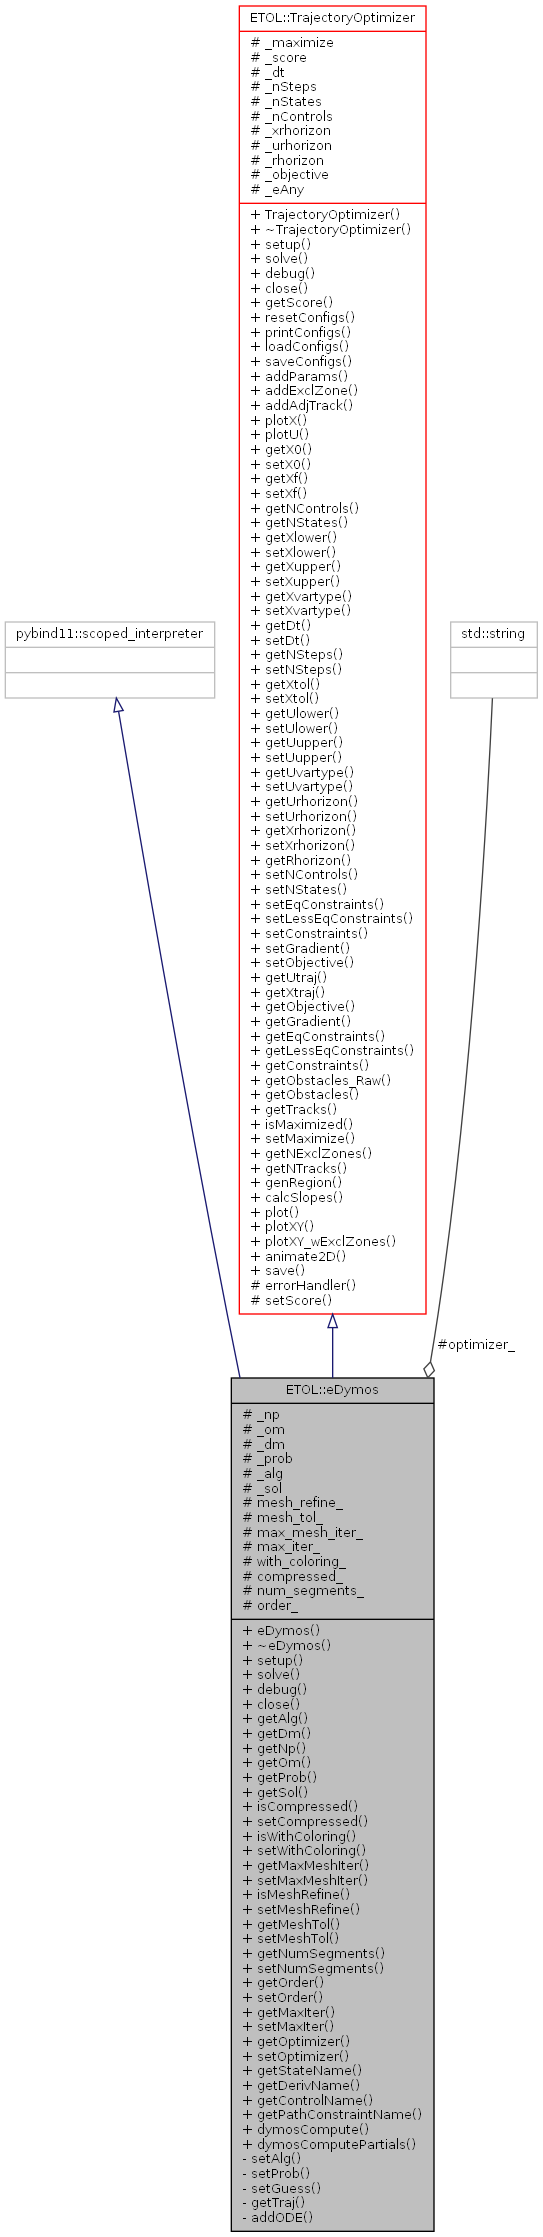 ETOL::TrajectoryOptimizer
# _maximize
# _score
# _dt
# _nSteps
# _nStates
# _nControls
# _xrhorizon
# _urhorizon
# _rhorizon
# _objective
# _eAny
+ TrajectoryOptimizer()
+ ~TrajectoryOptimizer()
+ setup()
+ solve()
+ debug()
+ close()
+ getScore()
+ resetConfigs()
+ printConfigs()
+ loadConfigs()
+ saveConfigs()
+ addParams()
+ addExclZone()
+ addAdjTrack()
+ plotX()
+ plotU()
+ getX0()
+ setX0()
+ getXf()
+ setXf()
+ getNControls()
+ getNStates()
+ getXlower()
+ setXlower()
+ getXupper()
+ setXupper()
+ getXvartype()
+ setXvartype()
+ getDt()
+ setDt()
+ getNSteps()
+ setNSteps()
+ getXtol()
+ setXtol()
+ getUlower()
+ setUlower()
+ getUupper()
+ setUupper()
+ getUvartype()
+ setUvartype()
+ getUrhorizon()
+ setUrhorizon()
+ getXrhorizon()
+ setXrhorizon()
+ getRhorizon()
+ setNControls()
+ setNStates()
+ setEqConstraints()
+ setLessEqConstraints()
+ setConstraints()
+ setGradient()
+ setObjective()
+ getUtraj()
+ getXtraj()
+ getObjective()
+ getGradient()
+ getEqConstraints()
+ getLessEqConstraints()
+ getConstraints()
+ getObstacles_Raw()
+ getObstacles()
+ getTracks()
+ isMaximized()
+ setMaximize()
+ getNExclZones()
+ getNTracks()
+ genRegion()
+ calcSlopes()
+ plot()
+ plotXY()
+ plotXY_wExclZones()
+ animate2D()
+ save()
# errorHandler()
# setScore()
pybind11::scoped_interpreter
std::string
#optimizer_
ETOL::eDymos
# _np
# _om
# _dm
# _prob
# _alg
# _sol
# mesh_refine_
# mesh_tol_
# max_mesh_iter_
# max_iter_
# with_coloring_
# compressed_
# num_segments_
# order_
+ eDymos()
+ ~eDymos()
+ setup()
+ solve()
+ debug()
+ close()
+ getAlg()
+ getDm()
+ getNp()
+ getOm()
+ getProb()
+ getSol()
+ isCompressed()
+ setCompressed()
+ isWithColoring()
+ setWithColoring()
+ getMaxMeshIter()
+ setMaxMeshIter()
+ isMeshRefine()
+ setMeshRefine()
+ getMeshTol()
+ setMeshTol()
+ getNumSegments()
+ setNumSegments()
+ getOrder()
+ setOrder()
+ getMaxIter()
+ setMaxIter()
+ getOptimizer()
+ setOptimizer()
+ getStateName()
+ getDerivName()
+ getControlName()
+ getPathConstraintName()
+ dymosCompute()
+ dymosComputePartials()
- setAlg()
- setProb()
- setGuess()
- getTraj()
- addODE()